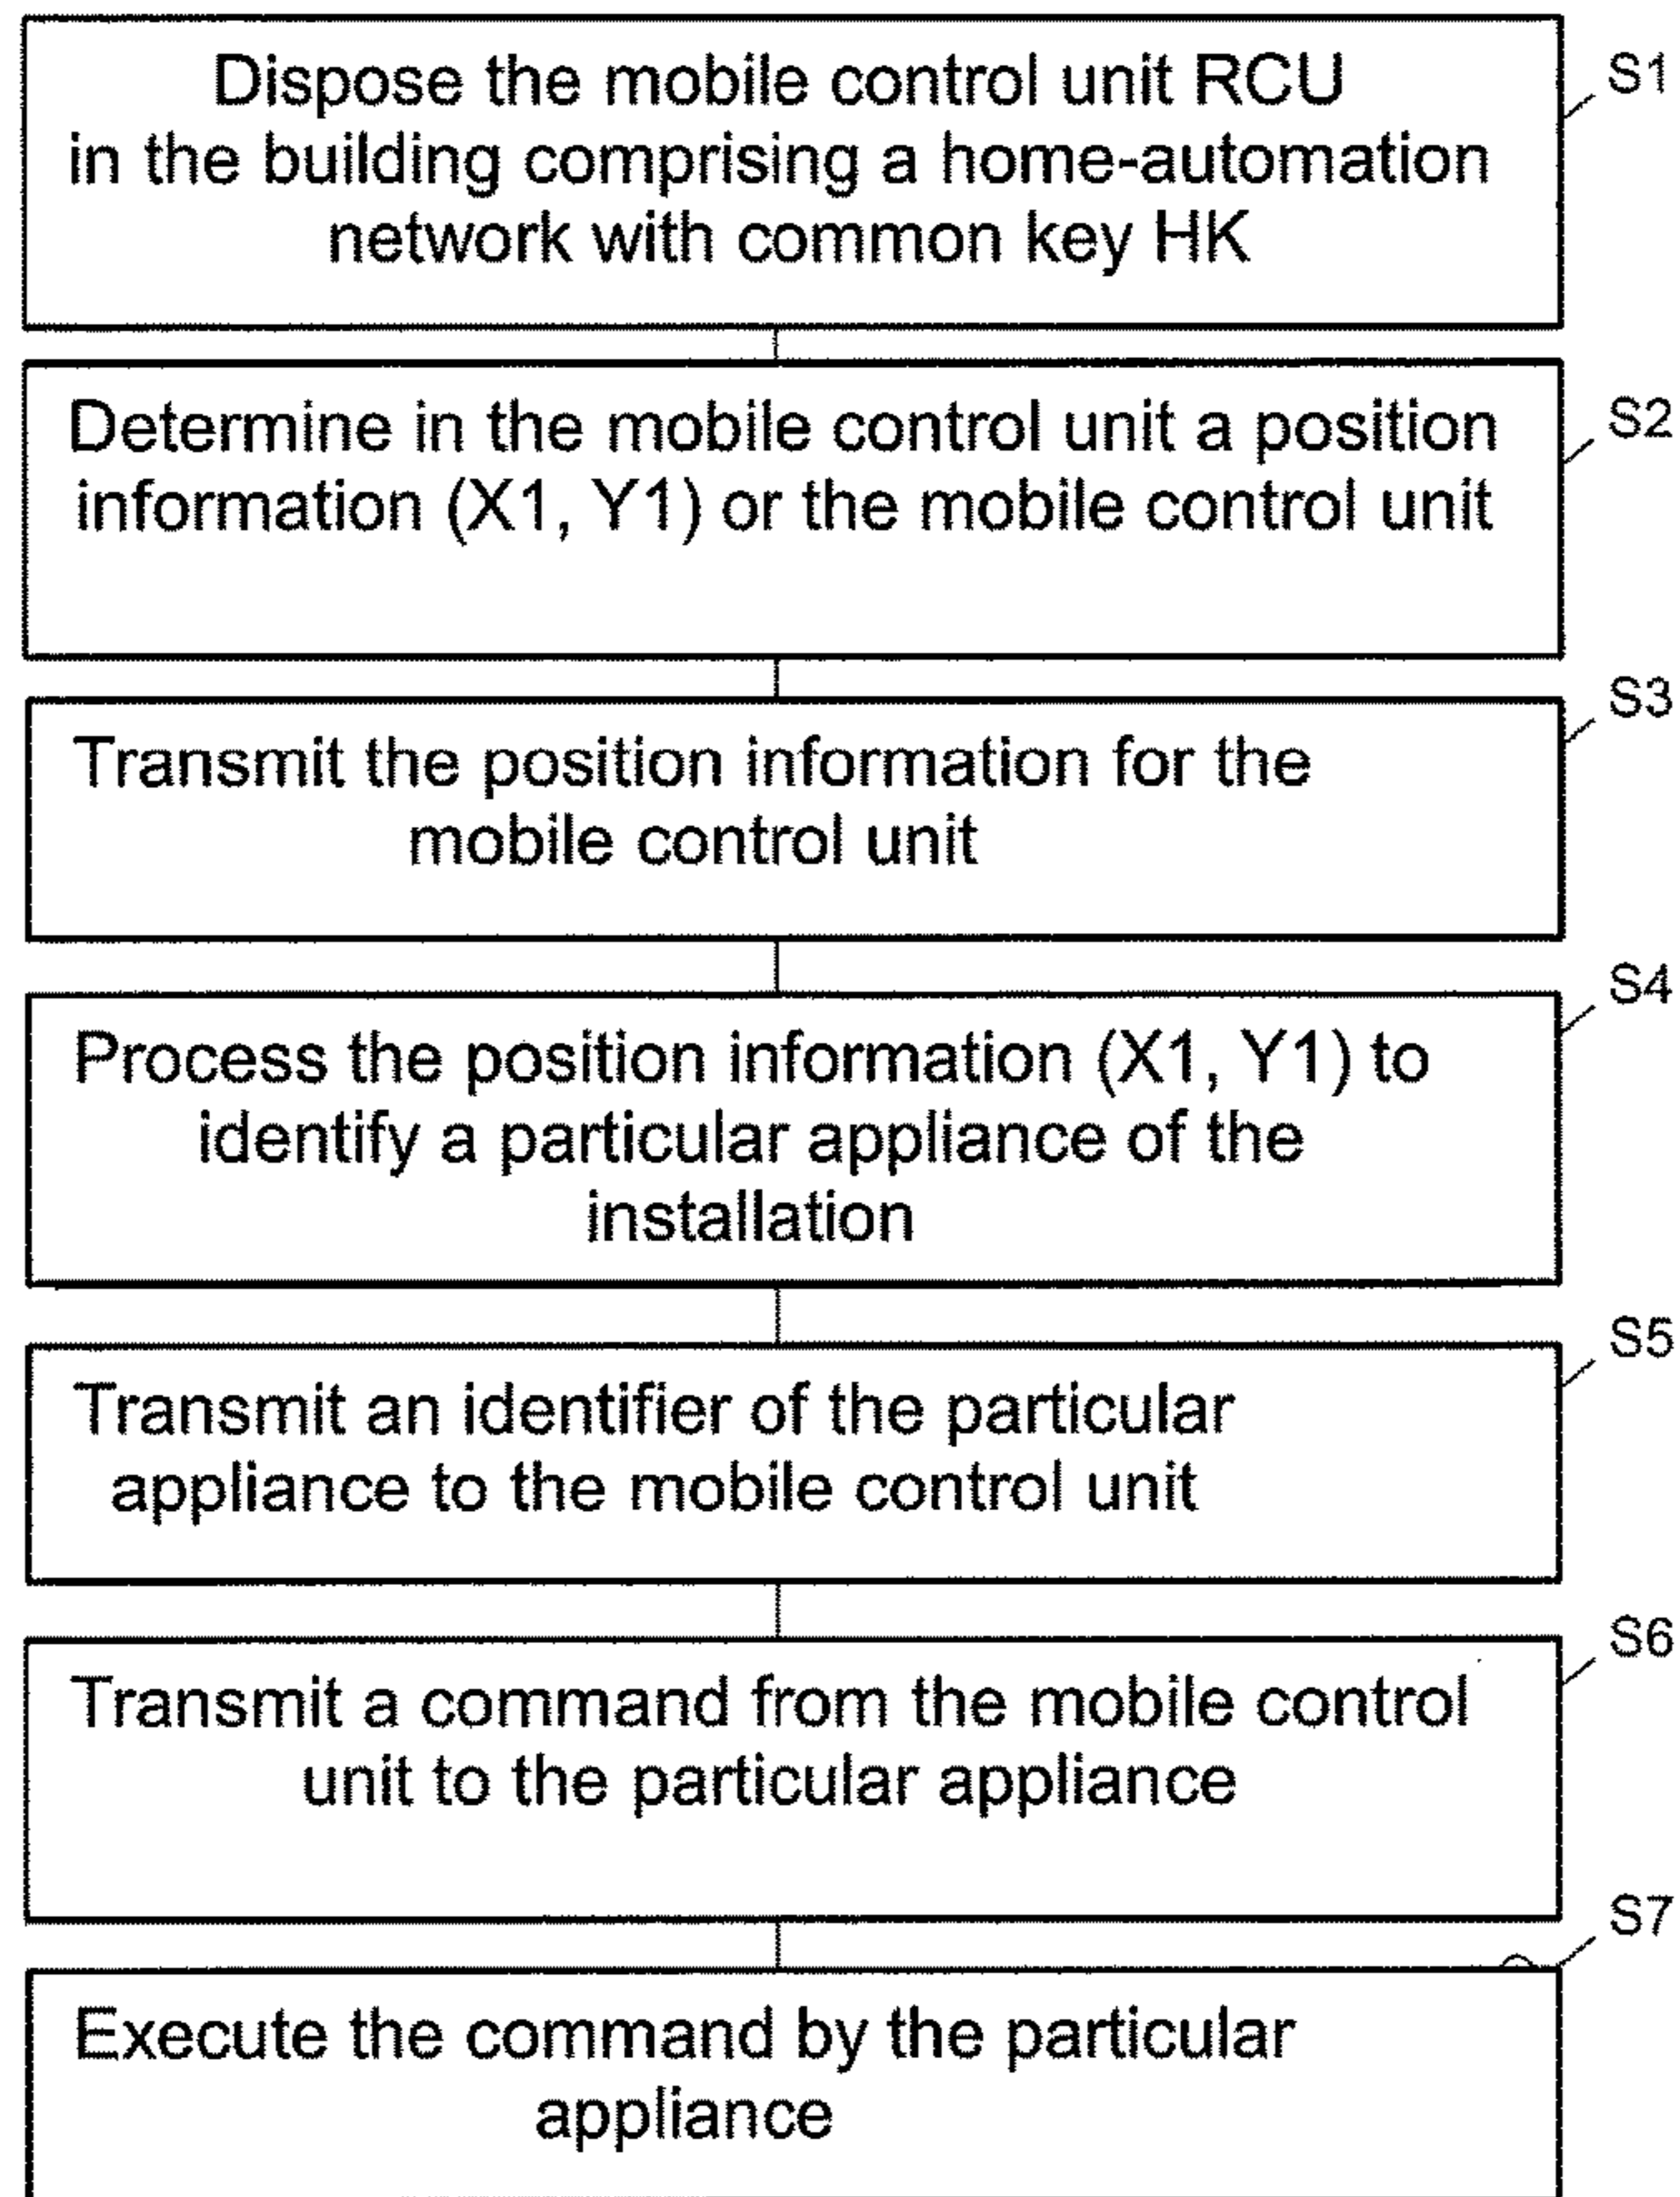 Dispose the mobile control unit RCU
in the building comprising a home-automation
network with common key HK
S1
Determine in the mobile control unit a position
information (X1, Y1) or the mobile control unit
S2
Transmit the position information for the
mobile control unit
S3
Process the position information (X1, Y1) to
identify a particular appliance of the
installation
S4
Transmit an identifier of the particular
appliance to the mobile control unit
S5
Transmit a command from the mobile control
unit to the particular appliance
S6
Execute the command by the particular
appliance
S7